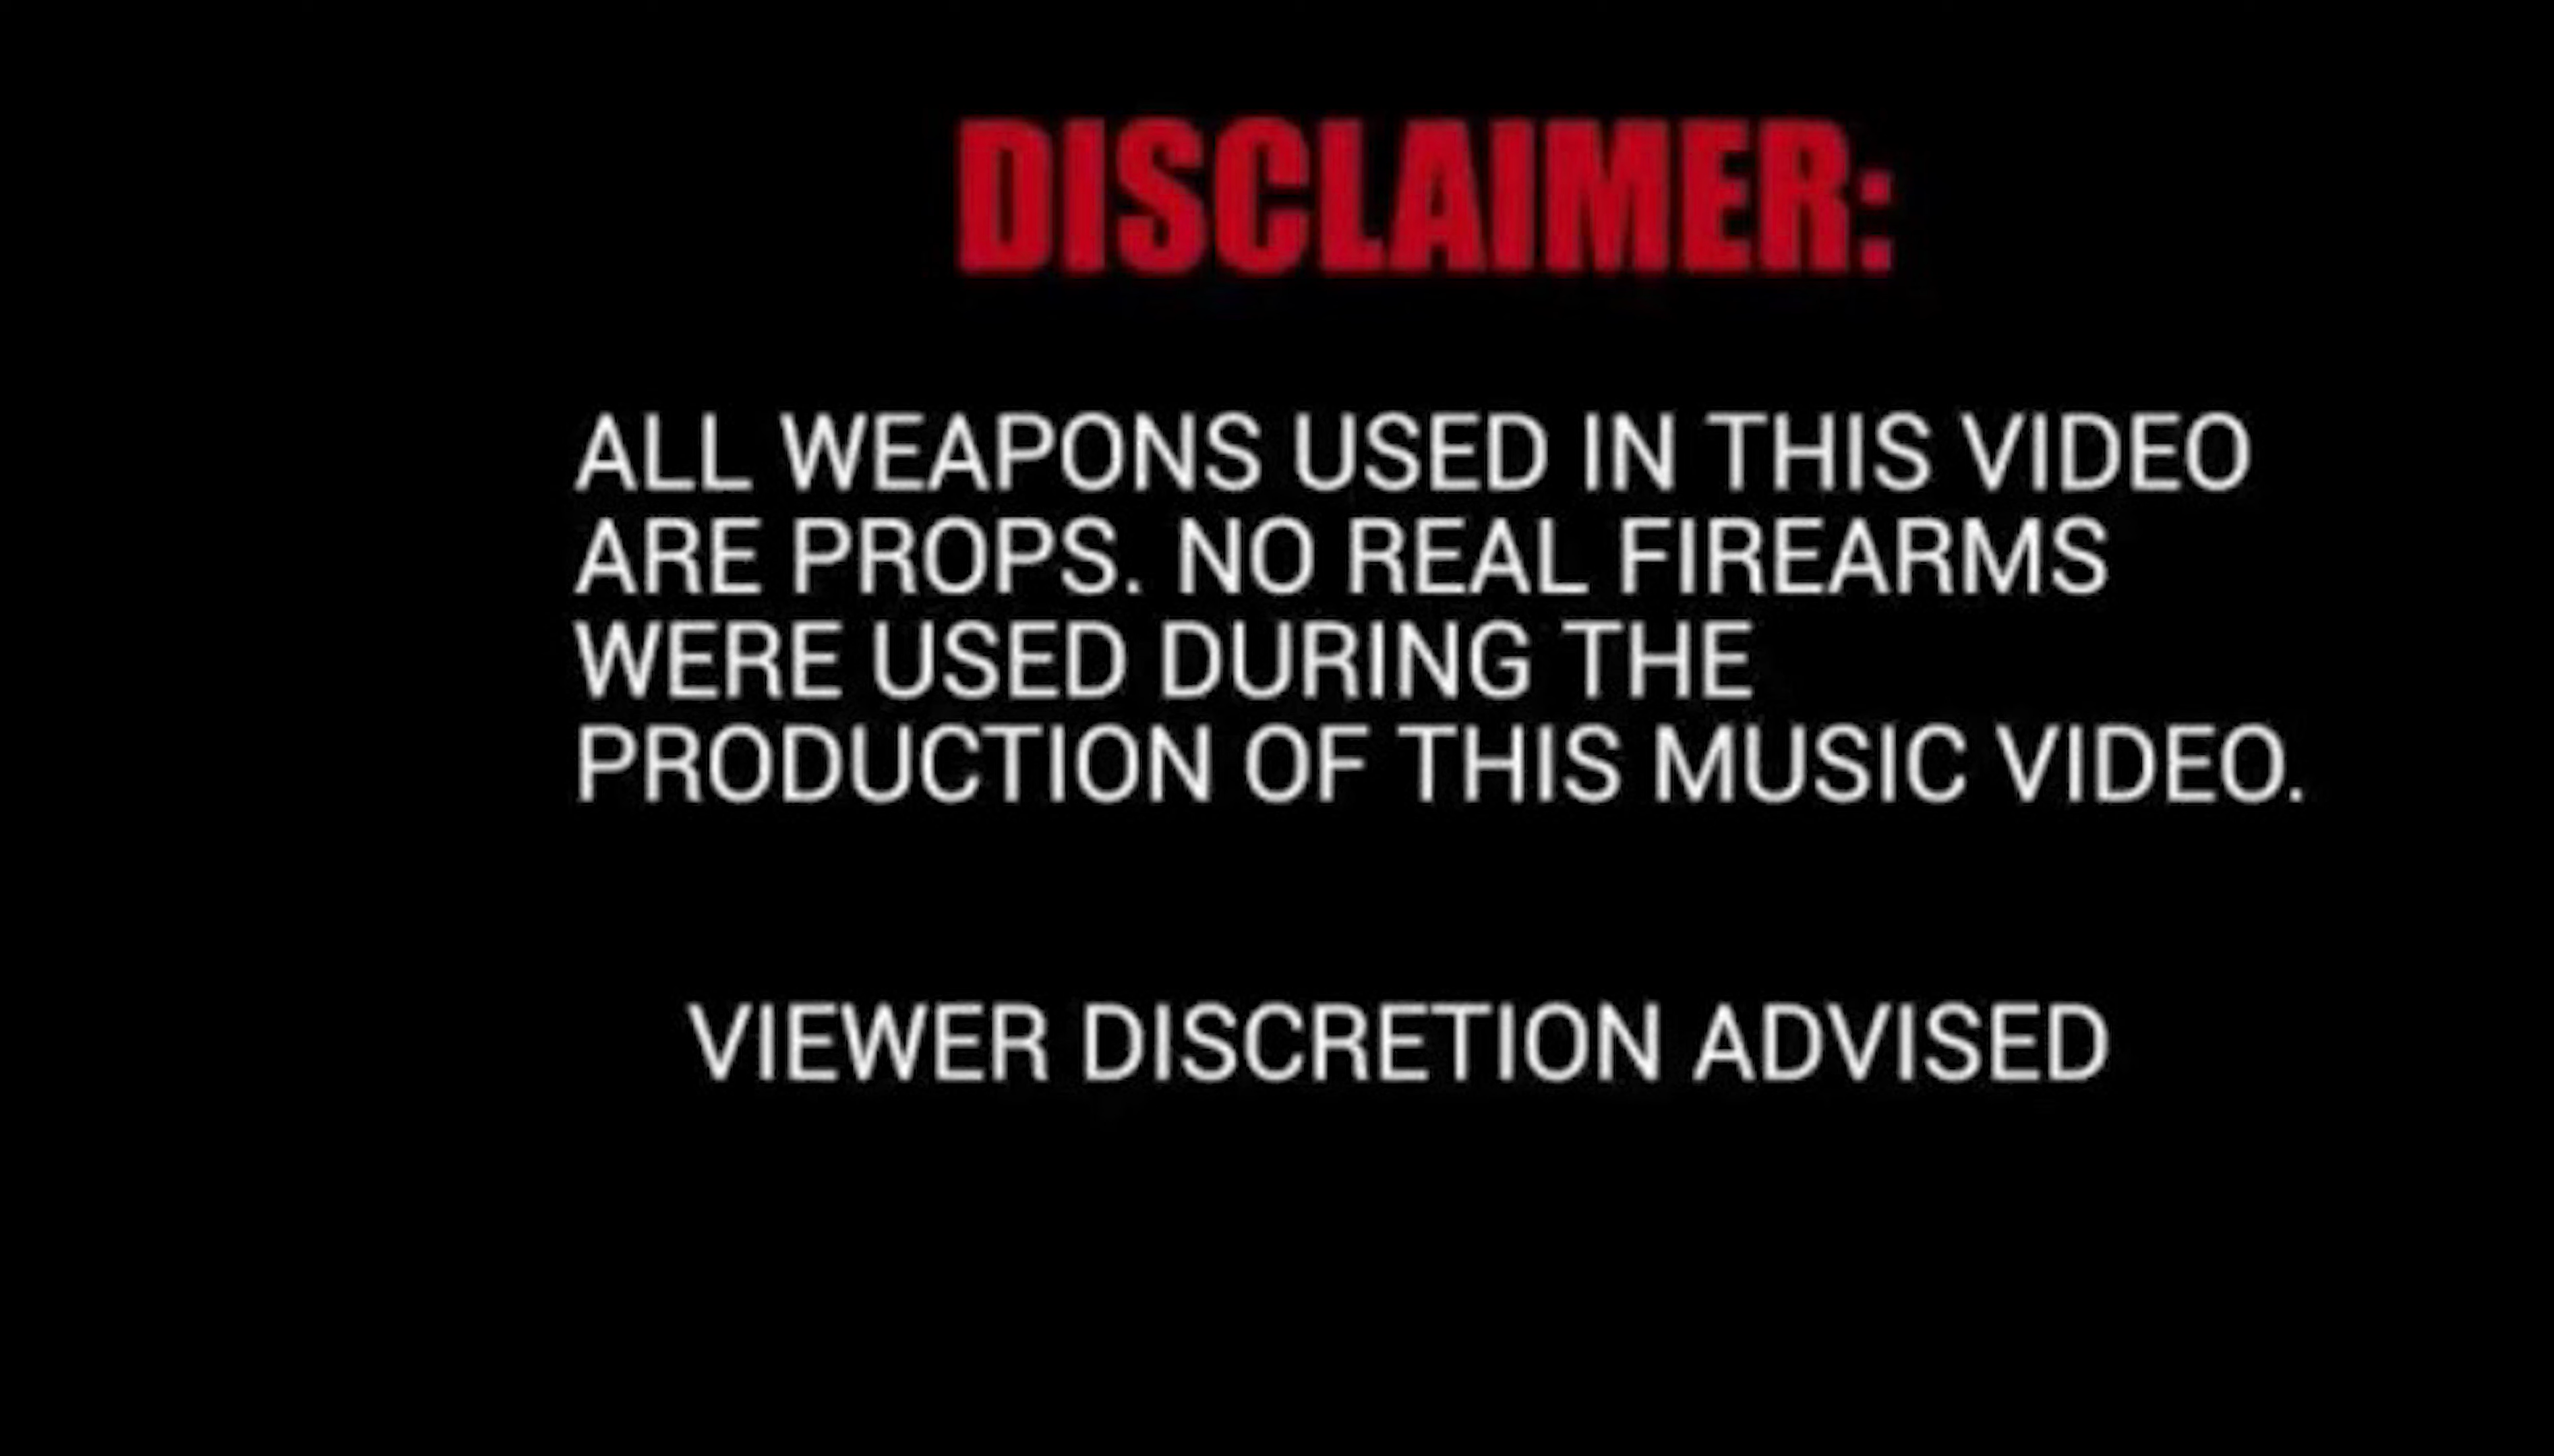 DISCLAIMER:
ALL WEAPONS USED IN THIS VIDEO
ARE PROPS. NO REAL FIREARMS
WERE USED DURING THE
PRODUCTION OF THIS MUSIC VIDEO.
VIEWER DISCRETION ADVISED